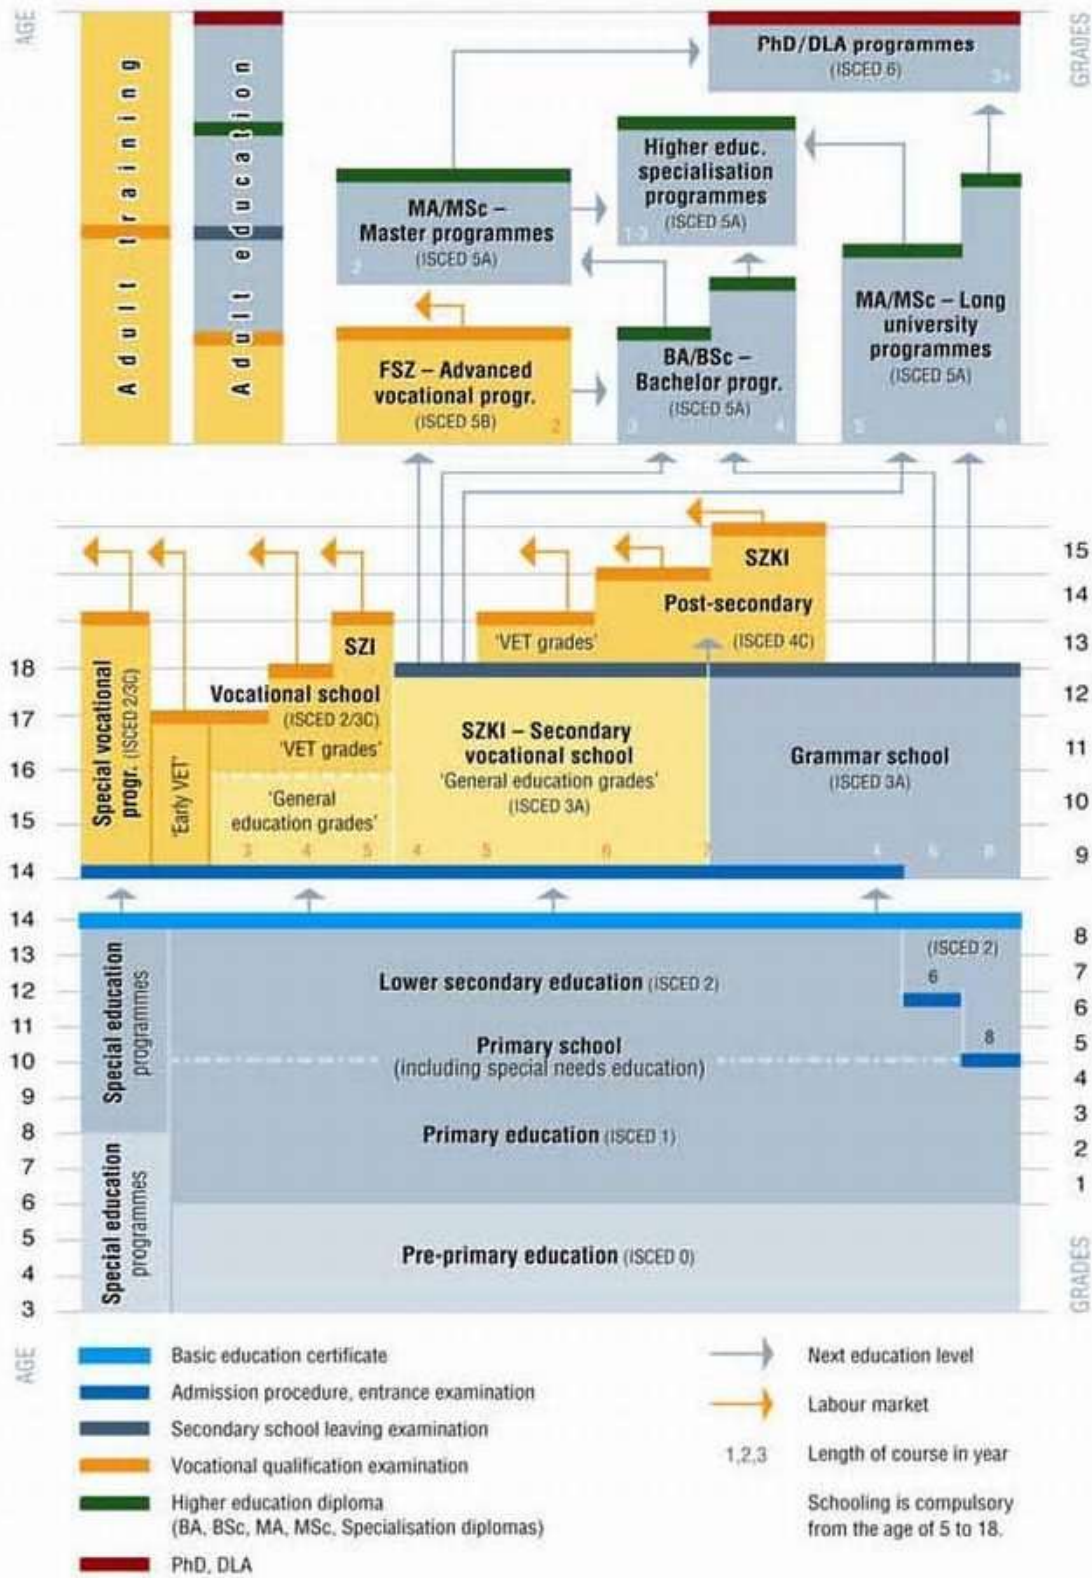 AGE
GRADES
Adult training
Adult education
PhD/DLA programmes
(ISCED 6)
3+
Higher educ.
specialisation
programmes
(ISCED 5A)
1-3
MA/MSc –
Master programmes
(ISCED 5A)
2
MA/MSc – Long
university
programmes
(ISCED 5A)
5
6
FSZ – Advanced
vocational progr.
(ISCED 5B)
2
BA/BSc –
Bachelor progr.
(ISCED 5A)
3
4
15
14
13
12
11
10
9
18
17
16
15
14
SZKI
Post-secondary
(ISCED 4C)
'VET grades'
SZI
Vocational school
(ISCED 2/3C)
'VET grades'
Special vocational
progr. (ISCED 2/3C)
'Early VET'
'General
education grades'
3
4
5
SZKI – Secondary
vocational school
'General education grades'
(ISCED 3A)
4
5
6
7
Grammar school
(ISCED 3A)
4
6
8
14
13
12
11
10
9
8
7
6
5
4
3
8
7
6
5
4
3
2
1
Special education
programmes
Special education
programmes
Lower secondary education (ISCED 2)
(ISCED 2)
6
8
Primary school
(including special needs education)
Primary education (ISCED 1)
Pre-primary education (ISCED 0)
GRADES
AGE
Basic education certificate
Admission procedure, entrance examination
Secondary school leaving examination
Vocational qualification examination
Higher education diploma
(BA, BSc, MA, MSc, Specialisation diplomas)
PhD, DLA
Next education level
Labour market
1,2,3 Length of course in year
Schooling is compulsory
from the age of 5 to 18.